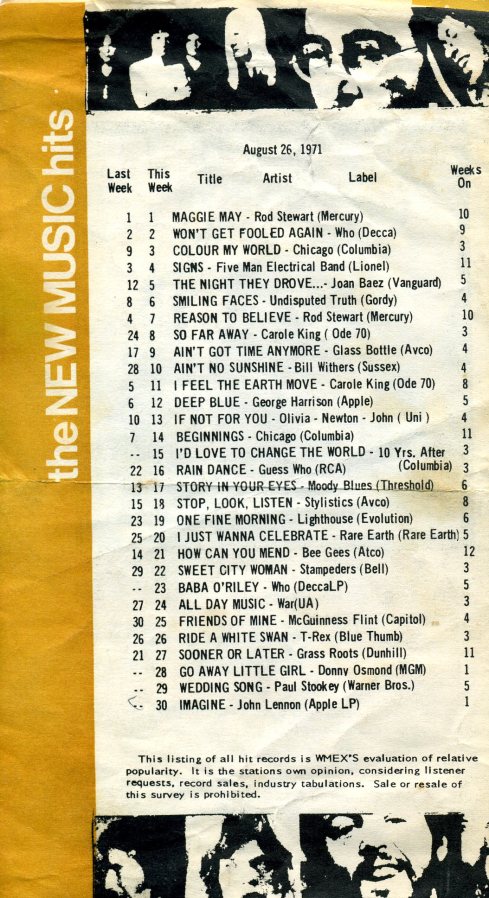 the NEW MUSIC hits
August 26, 1971
Last Week This Week Title Artist Label Weeks On
1 1 MAGGIE MAY - Rod Stewart (Mercury) 10
2 2 WON'T GET FOOLED AGAIN - Who (Decca) 9
9 3 COLOUR MY WORLD - Chicago (Columbia) 3
3 4 SIGNS - Five Man Electrical Band (Lionel) 11
12 5 THE NIGHT THEY DROVE...- Joan Baez (Vanguard) 5
8 6 SMILING FACES - Undisputed Truth (Gordy) 4
4 7 REASON TO BELIEVE - Rod Stewart (Mercury) 10
24 8 SO FAR AWAY - Carole King ( Ode 70) 3
17 9 AIN'T GOT TIME ANYMORE - Glass Bottle (Avco) 4
28 10 AIN'T NO SUNSHINE - Bill Withers (Sussex) 4
5 11 I FEEL THE EARTH MOVE - Carole King (Ode 70) 8
6 12 DEEP BLUE - George Harrison (Apple) 5
10 13 IF NOT FOR YOU - Olivia - Newton - John ( Uni ) 4
7 14 BEGINNINGS - Chicago (Columbia) 11
-- 15 I'D LOVE TO CHANGE THE WORLD - 10 Yrs. After (Columbia) 3
22 16 RAIN DANCE - Guess Who (RCA) 3
13 17 STORY IN YOUR EYES - Moody Blues (Threshold) 6
15 18 STOP, LOOK, LISTEN - Stylistics (Avco) 8
23 19 ONE FINE MORNING - Lighthouse (Evolution) 6
25 20 I JUST WANNA CELEBRATE - Rare Earth (Rare Earth) 5
14 21 HOW CAN YOU MEND - Bee Gees (Atco) 12
29 22 SWEET CITY WOMAN - Stampeders (Bell) 3
-- 23 BABA O'RILEY - Who (DeccaLP) 5
27 24 ALL DAY MUSIC - War(UA) 3
30 25 FRIENDS OF MINE - McGuinness Flint (Capitol) 4
26 26 RIDE A WHITE SWAN - T-Rex (Blue Thumb) 3
21 27 SOONER OR LATER - Grass Roots (Dunhill) 11
-- 28 GO AWAY LITTLE GIRL - Donny Osmond (MGM) 1
-- 29 WEDDING SONG - Paul Stookey (Warner Bros.) 5
-- 30 IMAGINE - John Lennon (Apple LP) 1
This listing of all hit records is WMEX'S evaluation of relative
popularity. It is the stations own opinion, considering listener
requests, record sales, industry tabulations. Sale or resale of
this survey is prohibited.